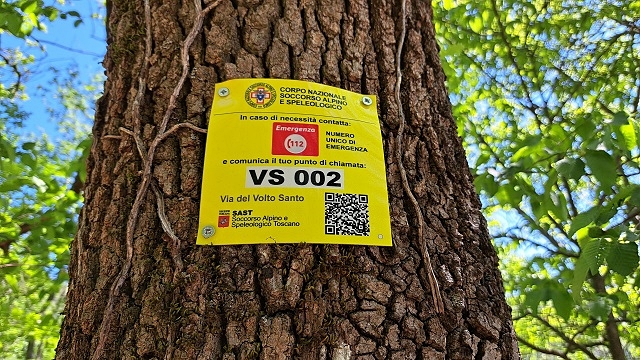 CORPO NAZIONALE
SOCCORSO ALPINO
E SPELEOLOGICO
In caso di necessità contatta:
Emergenza
112
NUMERO
UNICO DI
EMERGENZA
e comunica il tuo punto di chiamata:
VS 002
Via del Volto Santo
SAST
Soccorso Alpino e
Speleologico Toscano